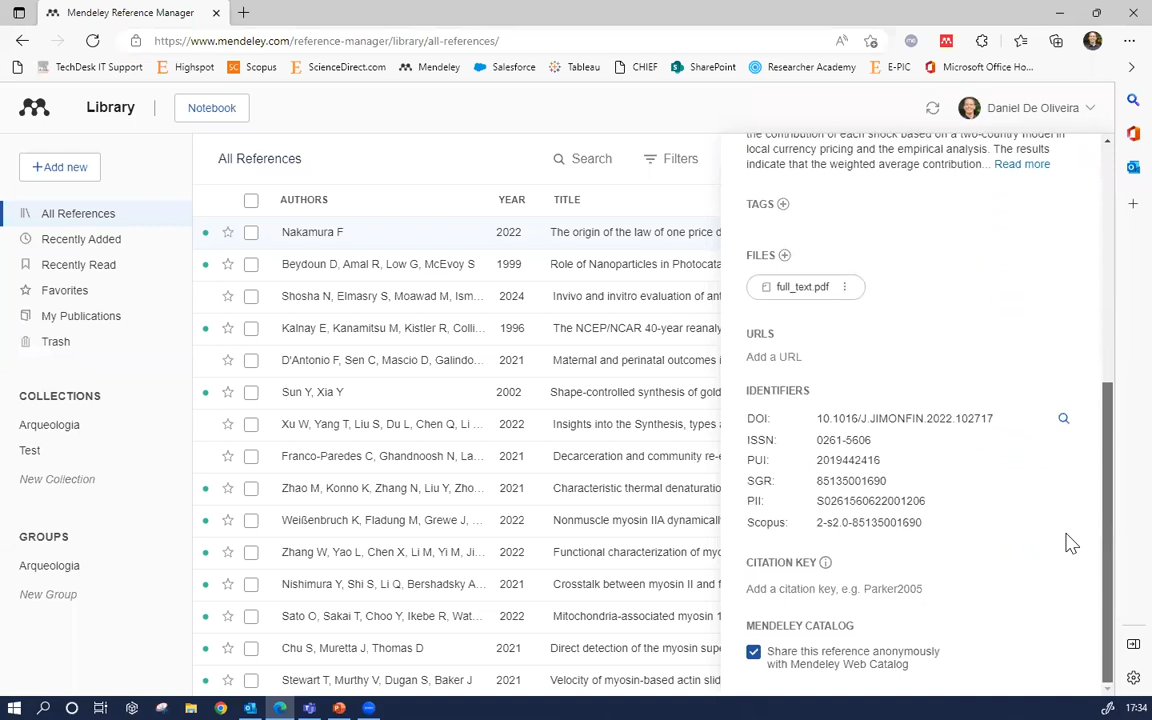 Mendeley Reference Manager
https://www.mendeley.com/reference-manager/library/all-references/
TechDesk IT Support
Highspot
Scopus
ScienceDirect.com
Mendeley
Salesforce
Tableau
CHIEF
SharePoint
Researcher Academy
E-PIC
Microsoft Office Ho...
Library
Notebook
Daniel De Oliveira
+Add new
All References
Recently Added
Recently Read
Favorites
My Publications
Trash
COLLECTIONS
Arqueologia
Test
New Collection
GROUPS
Arqueologia
New Group
All References
Search
Filters
AUTHORS YEAR TITLE
Nakamura F 2022 The origin of the law of one price d
Beydoun D, Amal R, Low G, McEvoy S 1999 Role of Nanoparticles in Photocata
Shosha N, Elmasry S, Moawad M, Ism... 2024 Invivo and invitro evaluation of ant
Kalnay E, Kanamitsu M, Kistler R, Colli... 1996 The NCEP/NCAR 40-year reanaly
D'Antonio F, Sen C, Mascio D, Galindo... 2021 Maternal and perinatal outcomes i
Sun Y, Xia Y 2002 Shape-controlled synthesis of gold
Xu W, Yang T, Liu S, Du L, Chen Q, Li ... 2021 Insights into the Synthesis, types
Franco-Paredes C, Ghandnoosh N, La... 2021 Decarceration and community re-e
Zhao M, Konno K, Zhang N, Liu Y, Zho... 2021 Characteristic thermal denaturation
Weißenbruch K, Fladung M, Grewe J, ... 2022 Nonmuscle myosin IIA dynamically
Zhang W, Yao L, Chen X, Li M, Yi M, Ji... 2022 Functional characterization of myo
Nishimura Y, Shi S, Li Q, Bershadsky A... 2021 Crosstalk between myosin II and f
Sato O, Sakai T, Choo Y, Ikebe R, Wat... 2022 Mitochondria-associated myosin 1
Chu S, Muretta J, Thomas D 2021 Direct detection of the myosin supe
Stewart T, Murthy V, Dugan S, Baker J 2021 Velocity of myosin-based actin slid
the contribution of each shock based on a two-country model in
local currency pricing and the empirical analysis. The results
indicate that the weighted average contribution... Read more
TAGS
FILES
full_text.pdf
URLS
Add a URL
IDENTIFIERS
DOI: 10.1016/J.JIMONFIN.2022.102717
ISSN: 0261-5606
PUI: 2019442416
SGR: 85135001690
PII: S0261560622001206
Scopus: 2-s2.0-85135001690
CITATION KEY
Add a citation key, e.g. Parker2005
MENDELEY CATALOG
Share this reference anonymously
with Mendeley Web Catalog
17:34